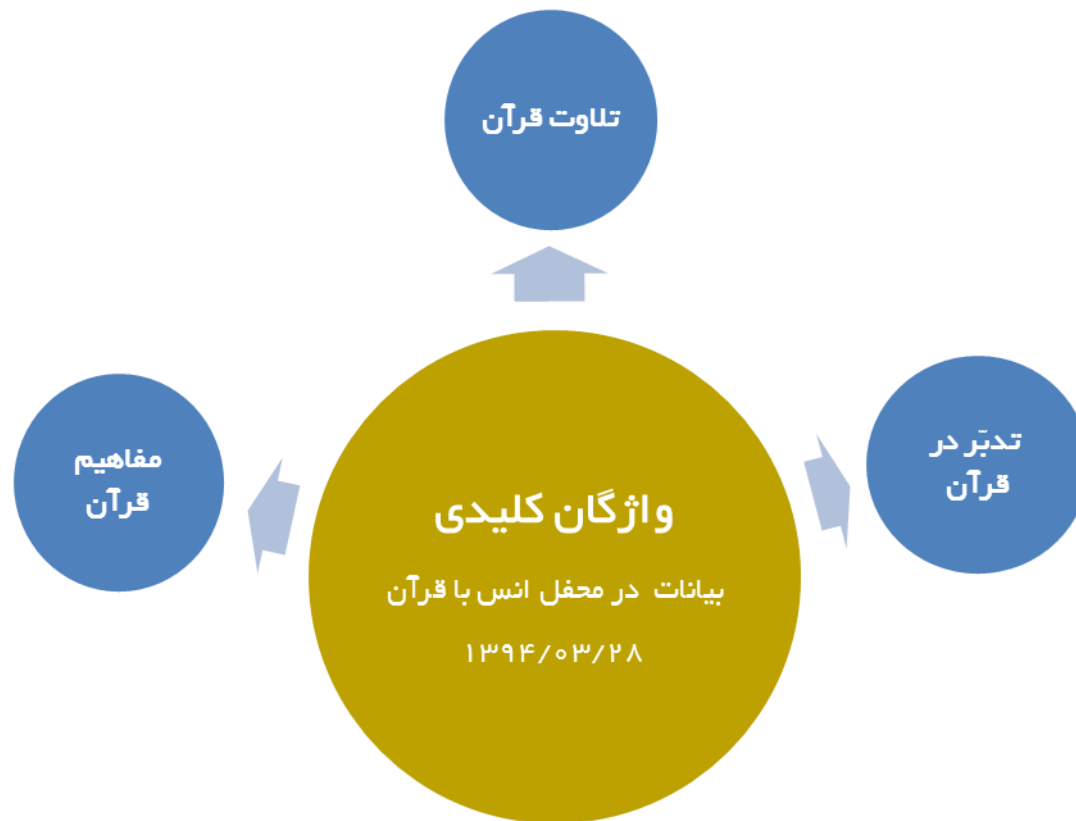 تلاوت قرآن
تدبّر در
قرآن
مفاهیم
قرآن
واژگان کلیدی
بیانات در محفل انس با قرآن
۱۳۹۴/۰۳/۲۸